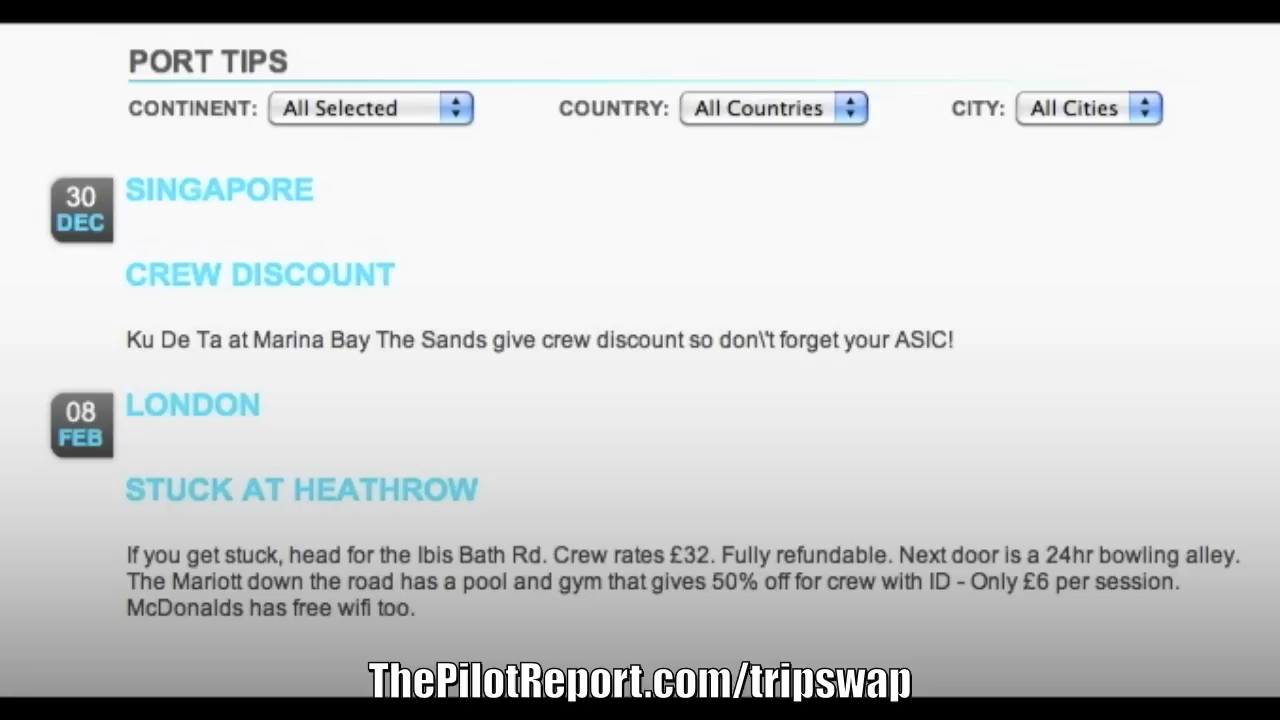 PORT TIPS
CONTINENT: All Selected COUNTRY: All Countries CITY: All Cities
30
DEC
SINGAPORE
CREW DISCOUNT
Ku De Ta at Marina Bay The Sands give crew discount so don\'t forget your ASIC!
08
FEB
LONDON
STUCK AT HEATHROW
If you get stuck, head for the Ibis Bath Rd. Crew rates £32. Fully refundable. Next door is a 24hr bowling alley.
The Mariott down the road has a pool and gym that gives 50% off for crew with ID - Only £6 per session.
McDonalds has free wifi too.
ThePilotReport.com/tripswap